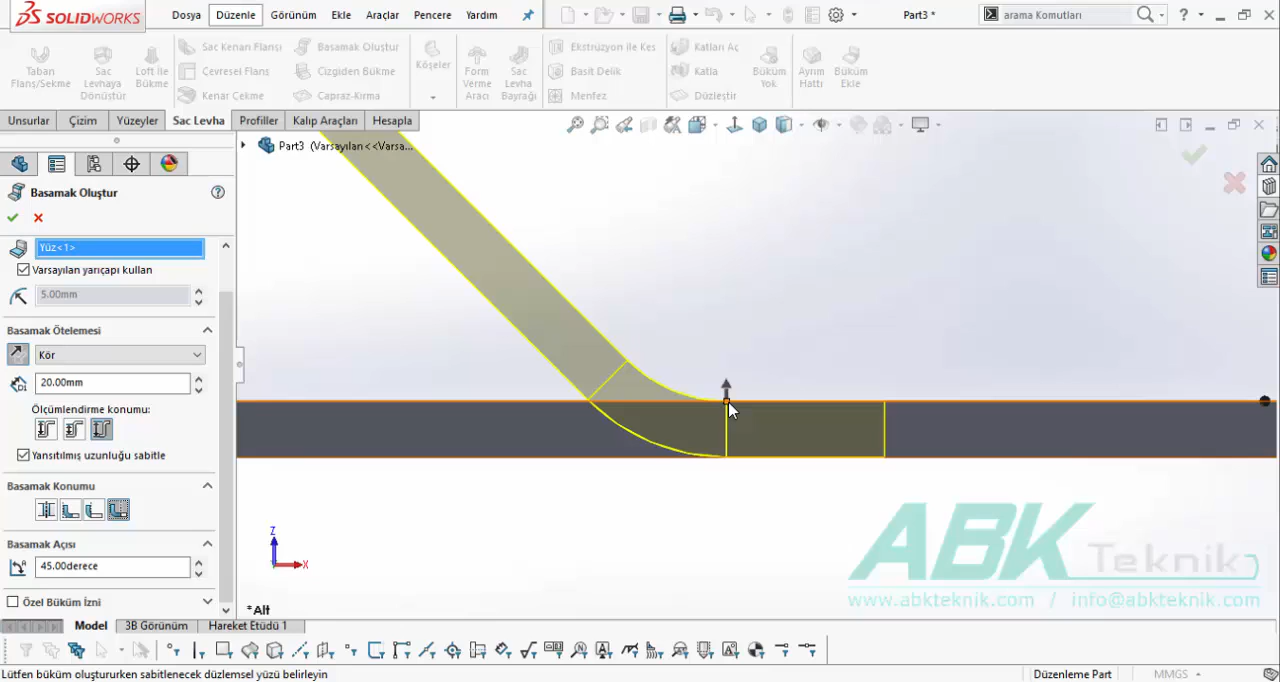 SOLIDWORKS
Dosya Düzenle Görünüm Ekle Araçlar Pencere Yardım
Part3 *
arama Komutları
Taban Flanş/Sekme
Sac Levhaya Dönüştür
Loft ile Bükme
Sac Kenarı Flanşı
Çevresel Flanş
Kenar Çekme
Basamak Oluştur
Çizgiden Bükme
Çapraz-Kırma
Köşeler
Form Verme Aracı
Sac Levha Bayrağı
Ekstrüzyon ile Kes
Basit Delik
Menfez
Katları Aç
Katla
Düzleştir
Büküm Yok
Ayrım Hattı
Büküm Ekle
Unsurlar Çizim Yüzeyler Sac Levha Profiller Kalıp Araçları Hesapla
Part3 (Varsayılan<<Varsa...
Basamak Oluştur
Yüz<1>
Varsayılan yarıçapı kullan
5.00mm
Basamak Ötelemesi
Kör
20.00mm
Ölçümlendirme konumu:
Yansıtılmış uzunluğu sabitle
Basamak Konumu
Basamak Açısı
45.00derece
Özel Büküm İzni
Z
X
*Alt
ABK Teknik
www.abkteknik.com / info@abkteknik.com
Model 3B Görünüm Hareket Etüdü 1
Lütfen büküm oluştururken sabitlenecek düzlemsel yüzü belirleyin
Düzenleme Part
MMGS